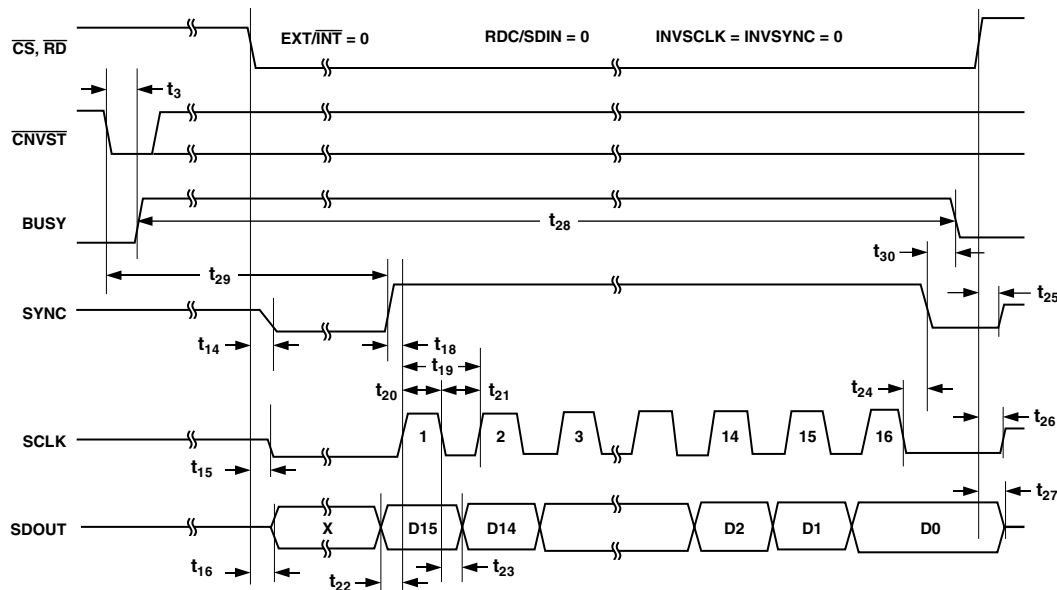 EXT/INT = 0 RDC/SDIN = 0 INVSCLK = INVSYNC = 0
CS, RD
t3
CNVST
BUSY
t28
t30
t29
t25
SYNC
t14
t18
t19
t20
t21
t24
t26
SCLK
1 2 3 14 15 16
t15
t27
SDOUT
X D15 D14 D2 D1 D0
t16
t22
t23